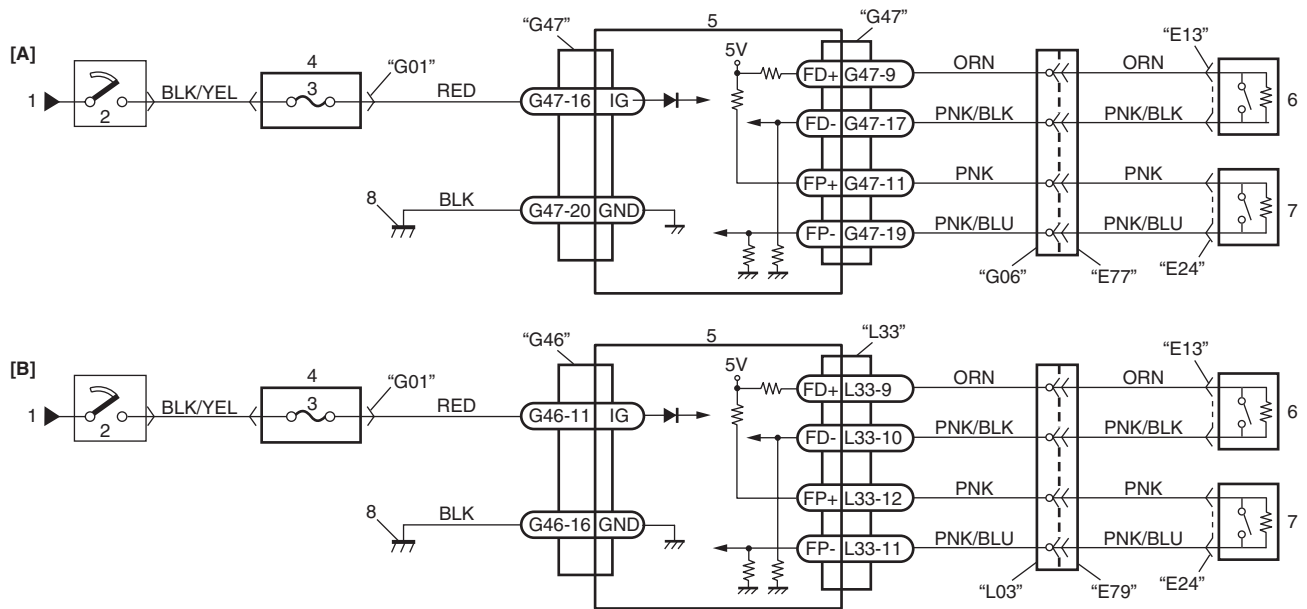 [A]
1
2
BLK/YEL
4
3
“G01”
RED
“G47”
5
“G47”
G47-16 IG
8
BLK
G47-20 GND
5V
FD+ G47-9
ORN
ORN
“E13”
6
FD- G47-17
PNK/BLK
PNK/BLK
FP+ G47-11
PNK
PNK
7
FP- G47-19
PNK/BLU
PNK/BLU
“G06”
“E77”
“E24”
[B]
1
2
BLK/YEL
4
3
“G01”
RED
“G46”
5
“L33”
G46-11 IG
8
BLK
G46-16 GND
5V
FD+ L33-9
ORN
ORN
“E13”
6
FD- L33-10
PNK/BLK
PNK/BLK
FP+ L33-12
PNK
PNK
7
FP- L33-11
PNK/BLU
PNK/BLU
“L03”
“E79”
“E24”